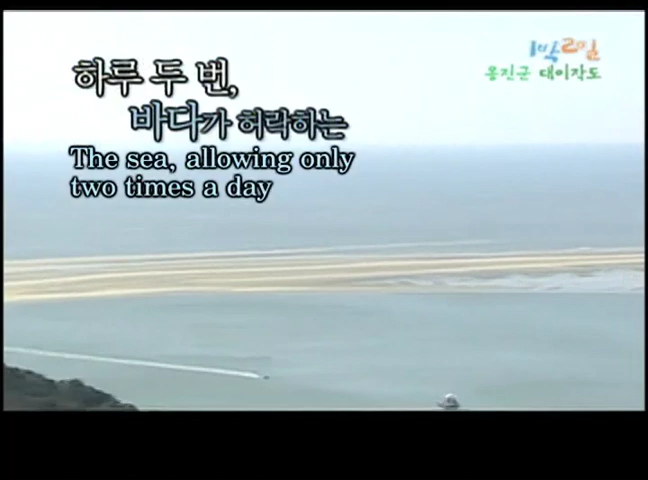 하루 두 번,
바다가 허락하는
The sea, allowing only
two times a day
1박2일
옹진군 대이작도